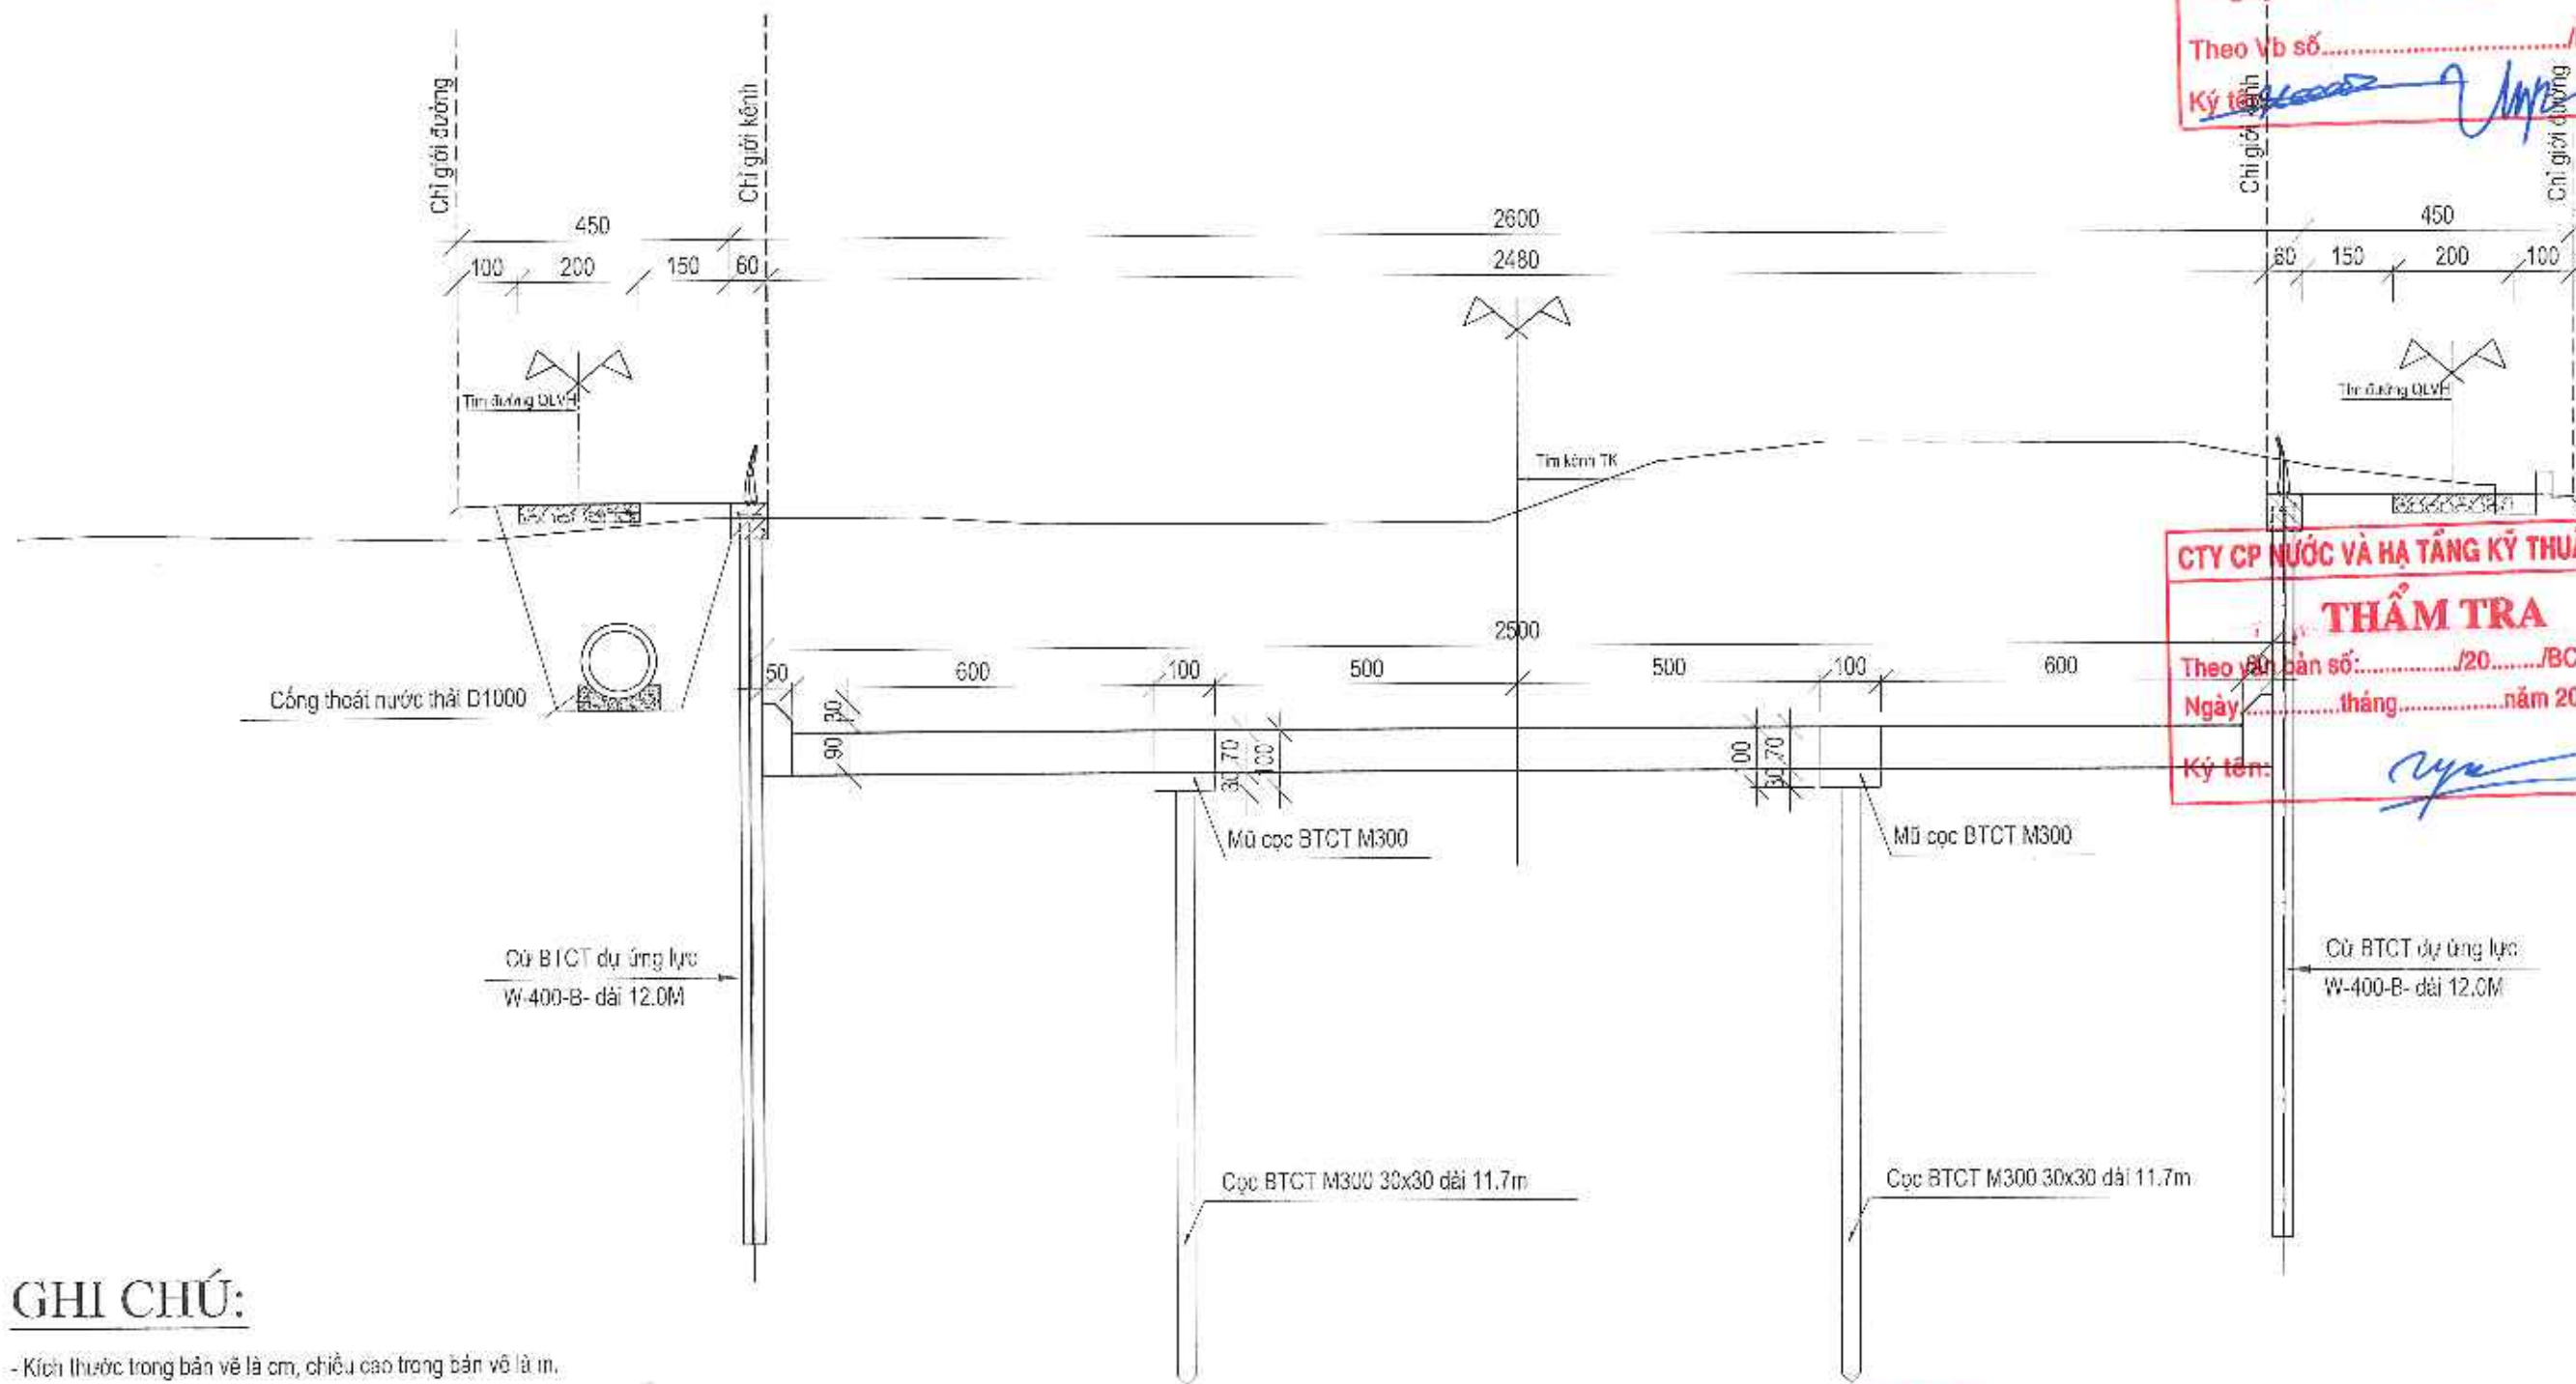 Theo Vb số............................../
Ký tên
Chỉ giới đường
Chỉ giới kênh
Chỉ giới kênh
Chỉ giới đường
450
2600
450
100
200
150
60
2480
60
150
200
100
Tim đường QLVH
Tim đường QLVH
Tim kênh TK
CTY CP NƯỚC VÀ HẠ TẦNG KỸ THUẬ
THẨM TRA
Theo văn bản số:............./20......../BC
Ngày..............tháng...............năm 20
Ký tên:
2500
50
600
100
500
500
100
600
Cống thoát nước thải D1000
30
90
30
70
100
100
30
70
Mũ cọc BTCT M300
Mũ cọc BTCT M300
Cừ BTCT dự ứng lực
W-400-B- dài 12.0M
Cừ BTCT dự ứng lực
W-400-B- dài 12.0M
Cọc BTCT M300 30x30 dài 11.7m
Cọc BTCT M300 30x30 dài 11.7m
GHI CHÚ:
- Kích thước trong bản vẽ là cm, chiều cao trong bản vẽ là m.